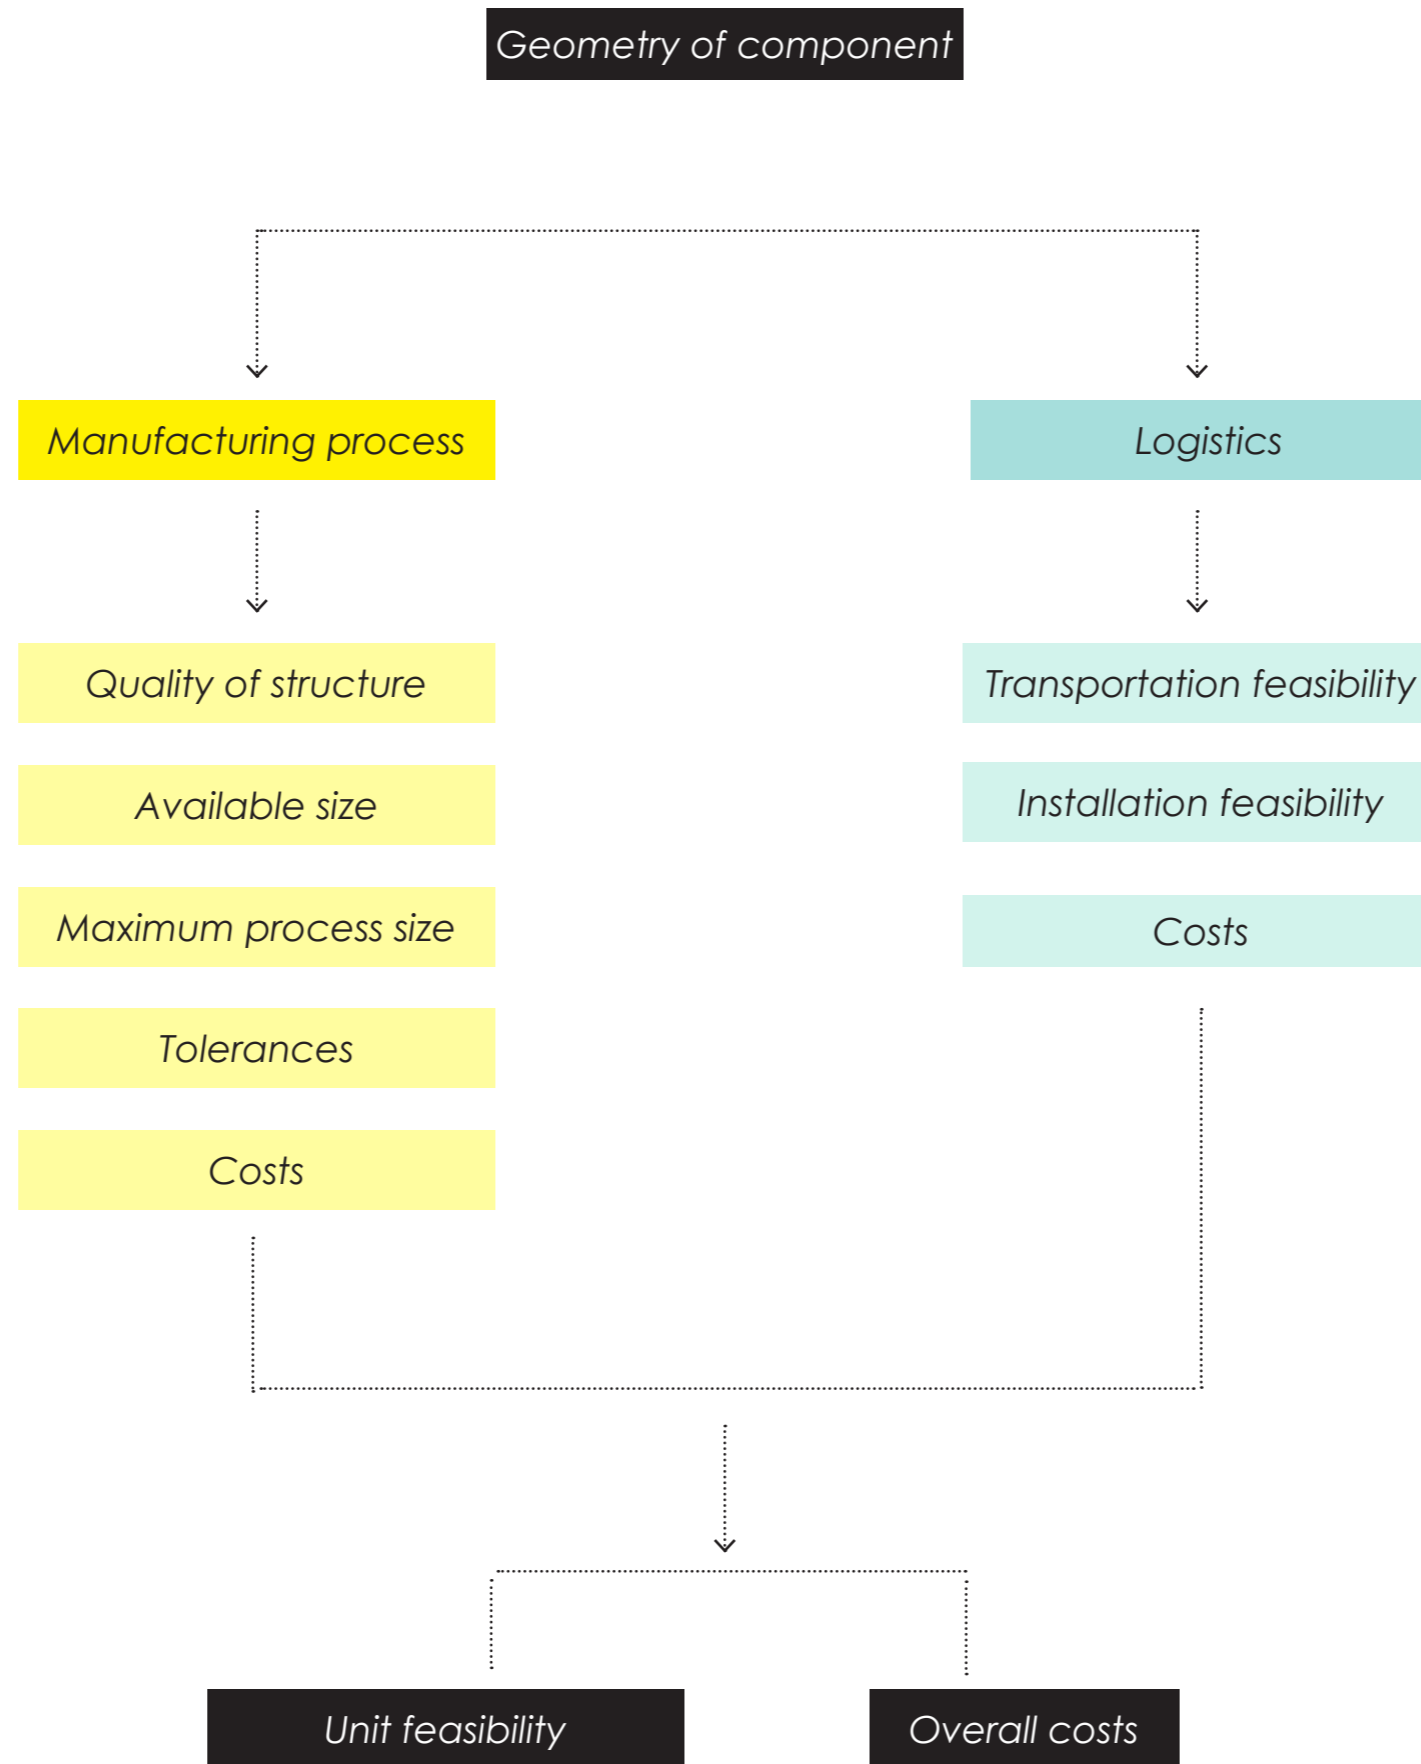 Geometry of component
Manufacturing process
Logistics
Quality of structure
Transportation feasibility
Available size
Installation feasibility
Maximum process size
Costs
Tolerances
Costs
Unit feasibility
Overall costs